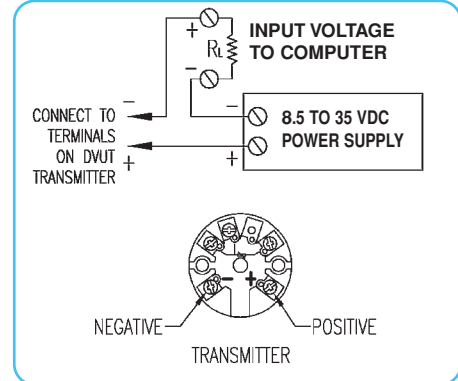 +
RL
INPUT VOLTAGE
TO COMPUTER
−
−
CONNECT TO
TERMINALS
ON DVUT
TRANSMITTER
−
+
8.5 TO 35 VDC
POWER SUPPLY
+
− +
NEGATIVE
POSITIVE
TRANSMITTER